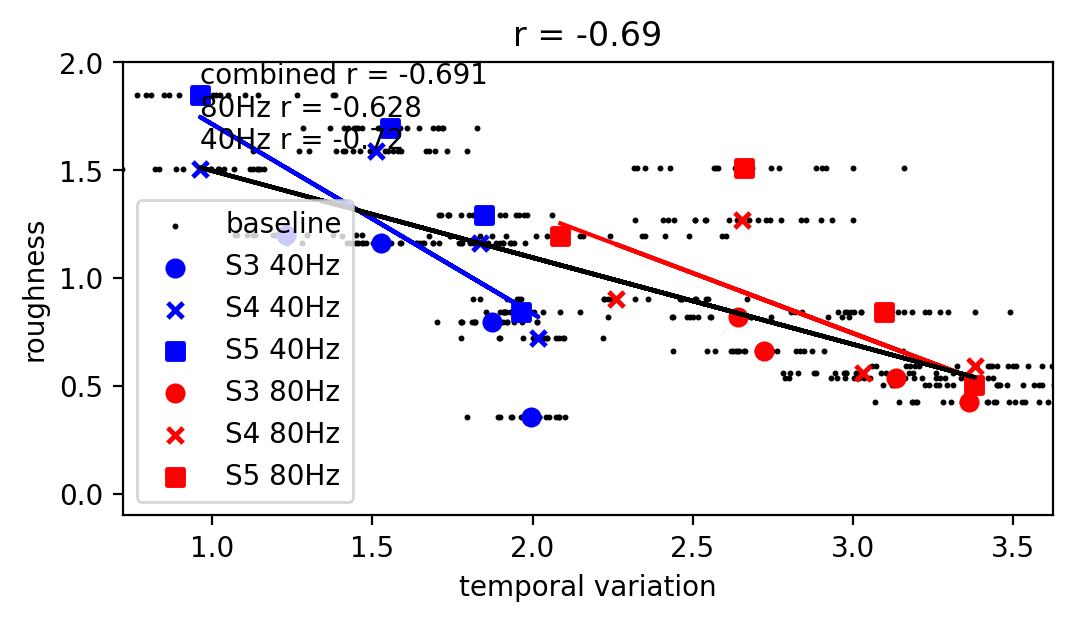 r = -0.69
combined r = -0.691
80Hz r = -0.628
40Hz r = -0.72
2.0
1.5
1.0
0.5
0.0
roughness
baseline
S3 40Hz
S4 40Hz
S5 40Hz
S3 80Hz
S4 80Hz
S5 80Hz
1.0 1.5 2.0 2.5 3.0 3.5
temporal variation